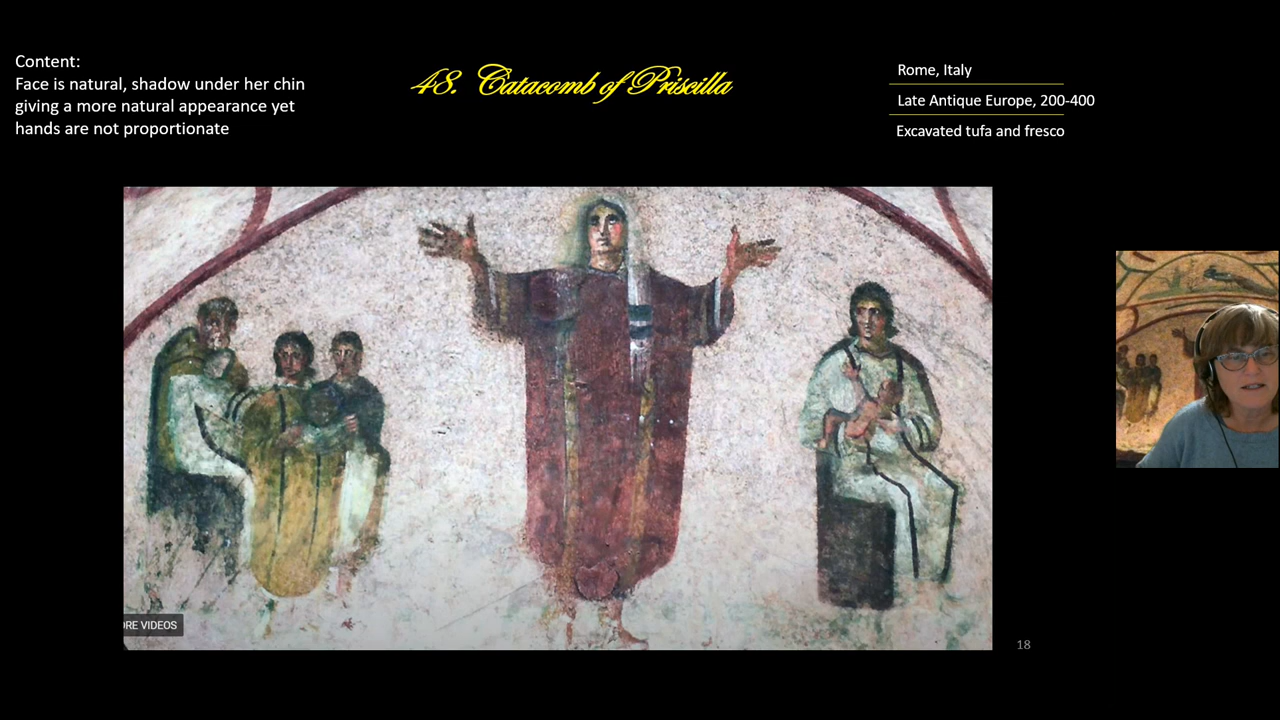 Content:
Face is natural, shadow under her chin
giving a more natural appearance yet
hands are not proportionate
48. Catacomb of Priscilla
Rome, Italy
Late Antique Europe, 200-400
Excavated tufa and fresco
ORE VIDEOS
18